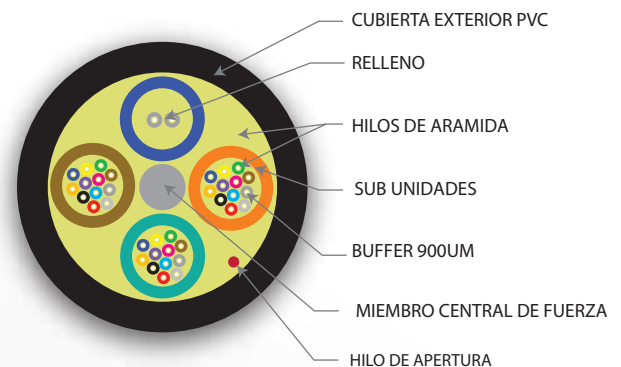 CUBIERTA EXTERIOR PVC
RELLENO
HILOS DE ARAMIDA
SUB UNIDADES
BUFFER 900UM
MIEMBRO CENTRAL DE FUERZA
HILO DE APERTURA